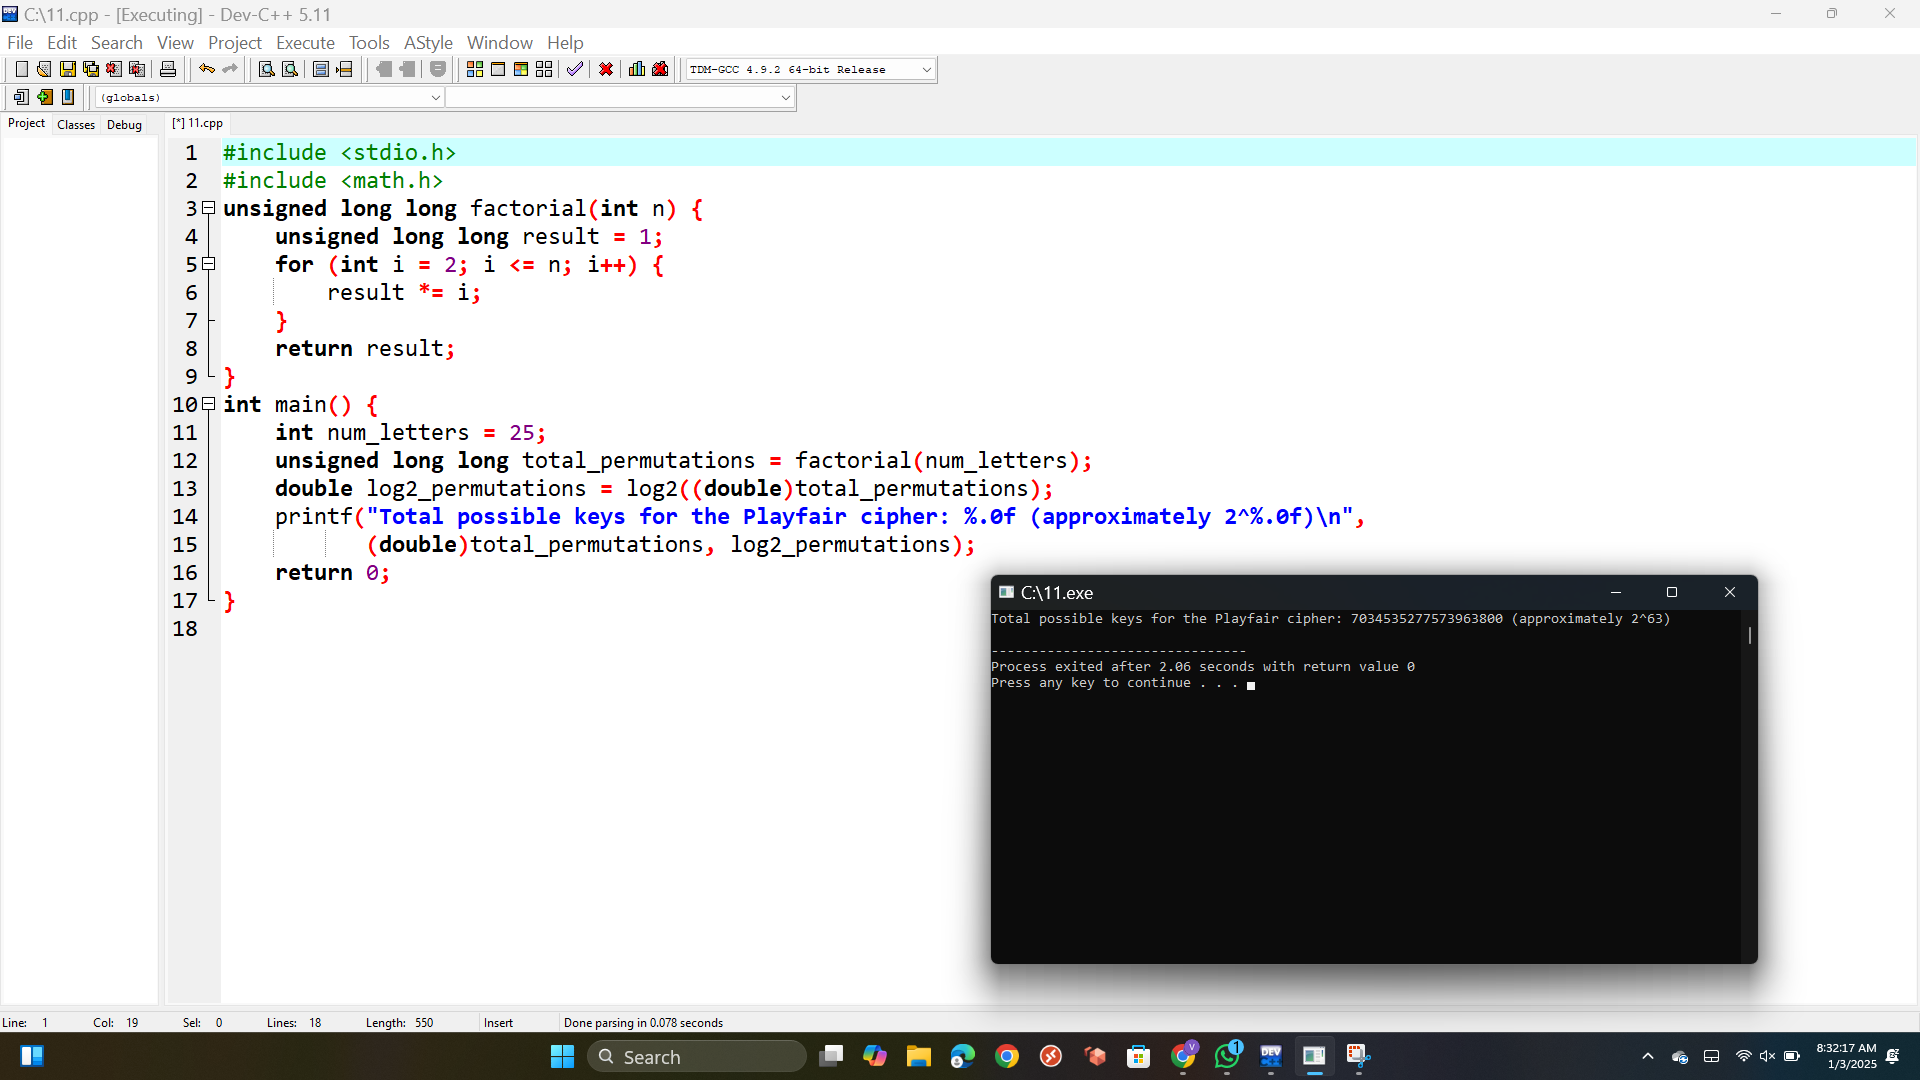 C:\11.cpp - [Executing] - Dev-C++ 5.11
File Edit Search View Project Execute Tools AStyle Window Help
TDM-GCC 4.9.2 64-bit Release
(globals)
Project Classes Debug
[*] 11.cpp
1 #include <stdio.h>
2 #include <math.h>
3 unsigned long long factorial(int n) {
4 unsigned long long result = 1;
5 for (int i = 2; i <= n; i++) {
6 result *= i;
7 }
8 return result;
9 }
10 int main() {
11 int num_letters = 25;
12 unsigned long long total_permutations = factorial(num_letters);
13 double log2_permutations = log2((double)total_permutations);
14 printf("Total possible keys for the Playfair cipher: %.0f (approximately 2^%.0f)\n",
15 (double)total_permutations, log2_permutations);
16 return 0;
17 }
18
C:\11.exe
Total possible keys for the Playfair cipher: 7034535277573963800 (approximately 2^63)
--------------------------------
Process exited after 2.06 seconds with return value 0
Press any key to continue . . .
Line: 1 Col: 19 Sel: 0 Lines: 18 Length: 550 Insert Done parsing in 0.078 seconds
Search
V
1
DEV
8:32:17 AM
1/3/2025